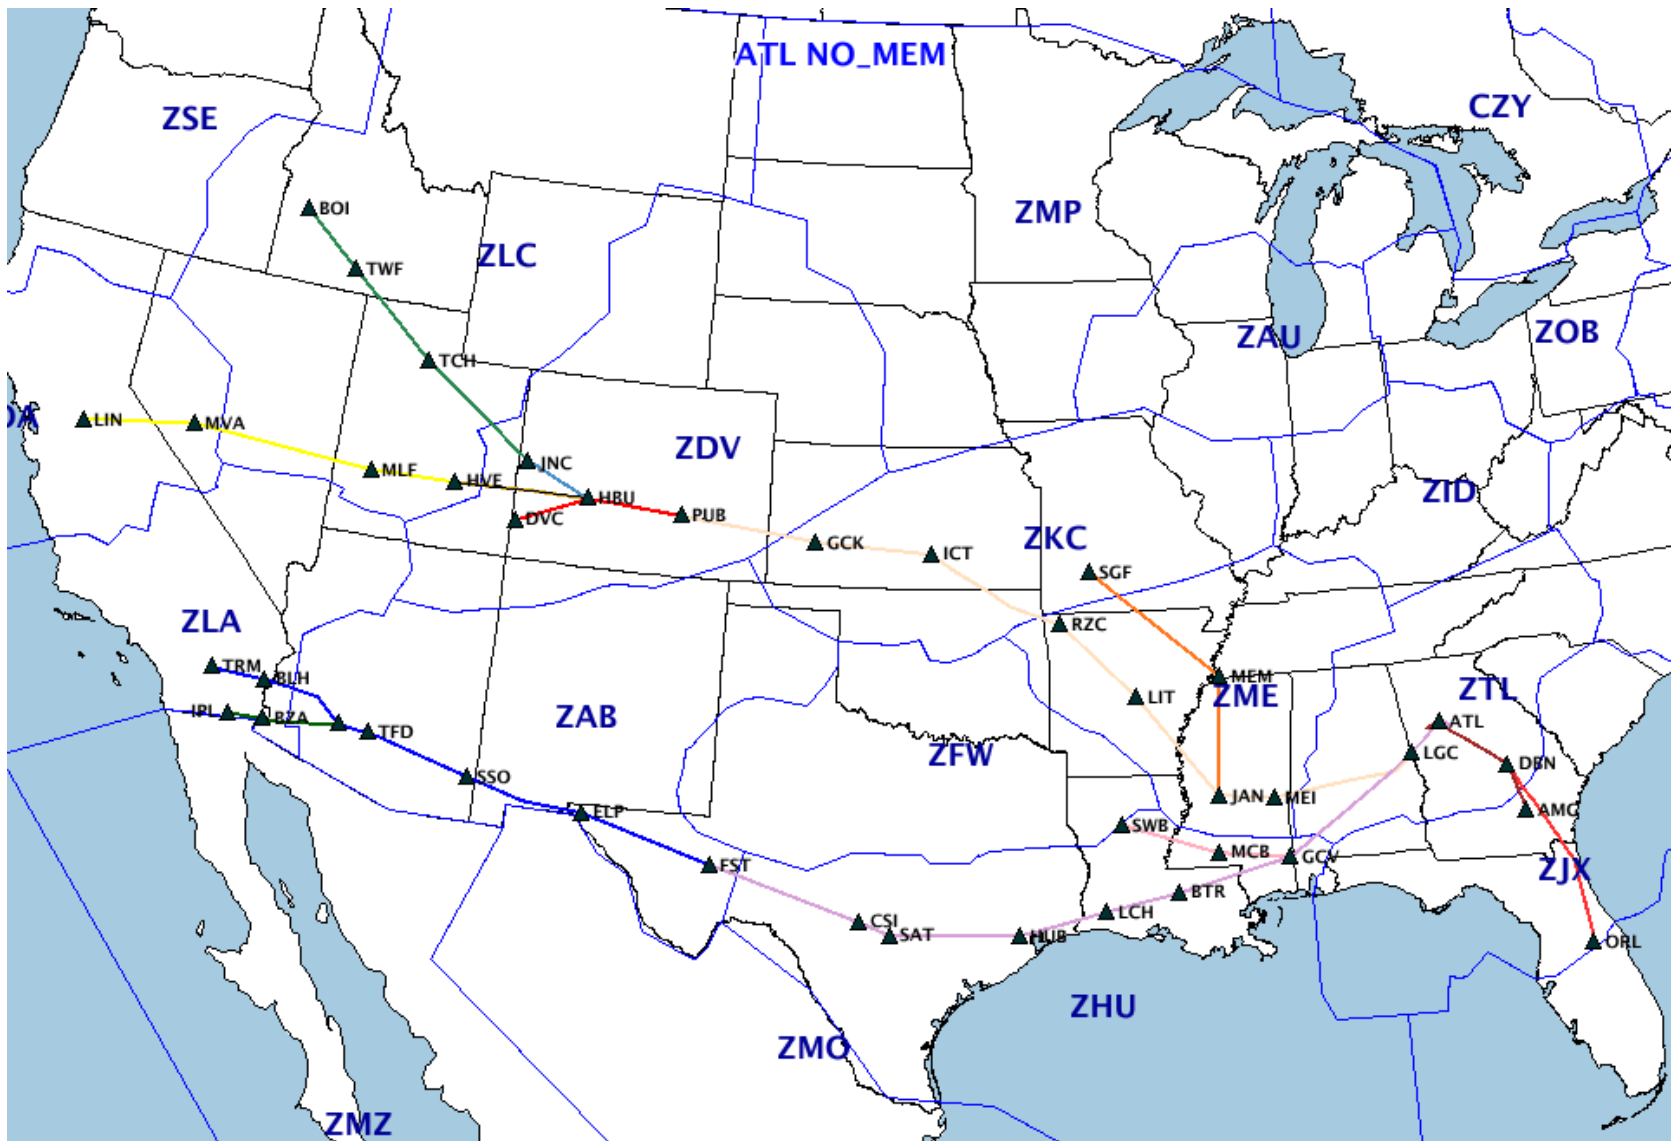 ATL NO_MEM
ZSE
CZY
BOI
ZMP
ZLC
TWF
ZAU
ZOB
TCH
OA
LIN
MVA
ZDV
JNC
MLF
HVE
HBU
ZID
DVC
PUB
GCK
ICT
ZKC
SGF
ZLA
RZC
TRM
BLH
MEM
ZME
ZTL
LIT
IPL
BZA
ZAB
TFD
ATL
ZFW
LGC
DBN
SSO
JAN
MEI
AMG
ELP
SWB
MCB
GCV
FST
ZJX
BTR
LCH
CSI
SAT
HUB
ORL
ZHU
ZMO
ZMZ